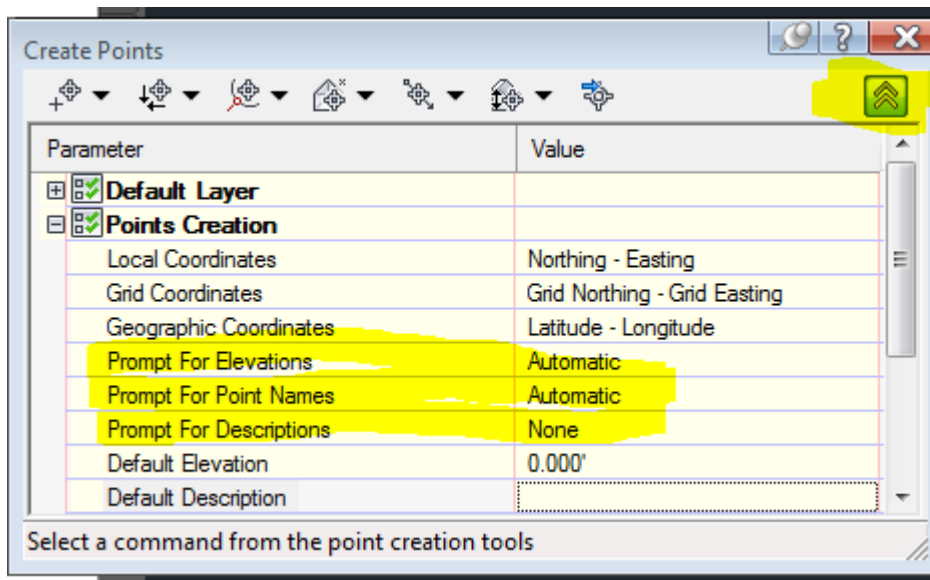 Create Points
Parameter Value
Default Layer
Points Creation
Local Coordinates Northing - Easting
Grid Coordinates Grid Northing - Grid Easting
Geographic Coordinates Latitude - Longitude
Prompt For Elevations Automatic
Prompt For Point Names Automatic
Prompt For Descriptions None
Default Elevation 0.000'
Default Description
Select a command from the point creation tools